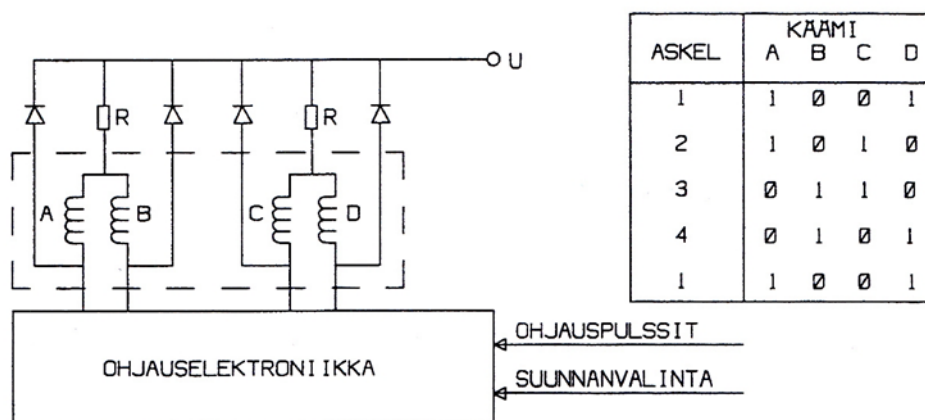 U
R
R
A
B
C
D
OHJAUSELEKTRONIIKKA
OHJAUSPULSSIT
SUUNNANVALINTA
KÄÄMI
ASKEL A B C D
1 1 0 0 1
2 1 0 1 0
3 0 1 1 0
4 0 1 0 1
1 1 0 0 1